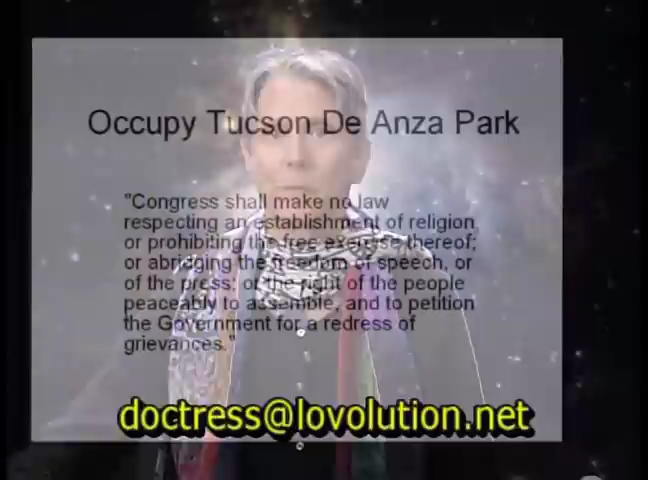 Occupy Tucson De Anza Park
"Congress shall make no law
respecting an establishment of religion,
or prohibiting the free exercise thereof;
or abridging the freedom of speech, or
of the press; or the right of the people
peaceably to assemble, and to petition
the Government for a redress of
grievances."
doctress@lovolution.net